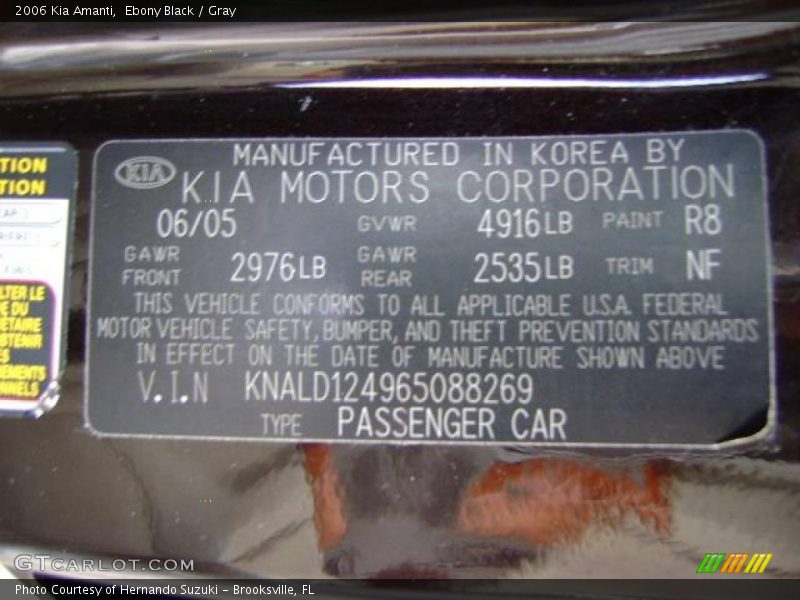 2006 Kia Amanti, Ebony Black / Gray
TION
TION
LTER LE
KIA
MANUFACTURED IN KOREA BY
KIA MOTORS CORPORATION
06/05 GVWR 4916LB PAINT R8
GAWR FRONT 2976LB GAWR REAR 2535LB TRIM NF
THIS VEHICLE CONFORMS TO ALL APPLICABLE U.S.A. FEDERAL
MOTOR VEHICLE SAFETY, BUMPER, AND THEFT PREVENTION STANDARDS
IN EFFECT ON THE DATE OF MANUFACTURE SHOWN ABOVE
V.I.N KNALD124965088269
TYPE PASSENGER CAR
GTCARLOT.COM
Photo Courtesy of Hernando Suzuki – Brooksville, FL